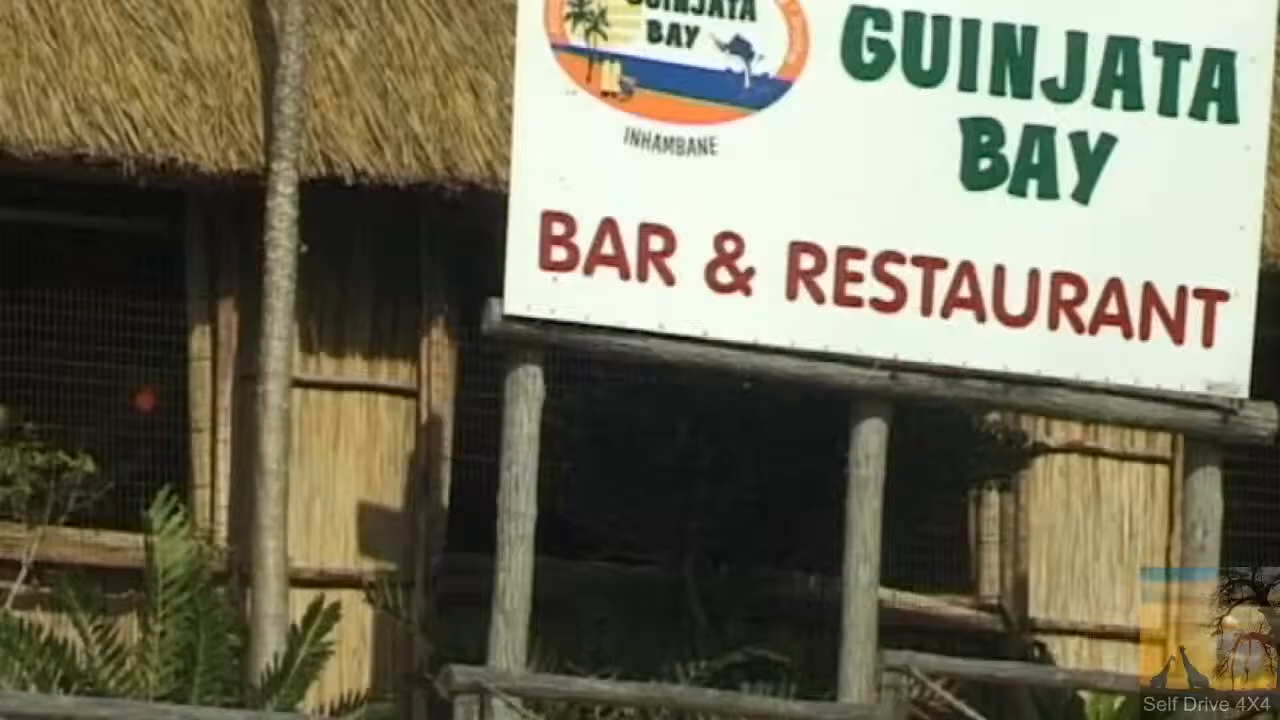 GUINJATA
BAY
INHAMBANE
GUINJATA
BAY
BAR & RESTAURANT
Self Drive 4X4